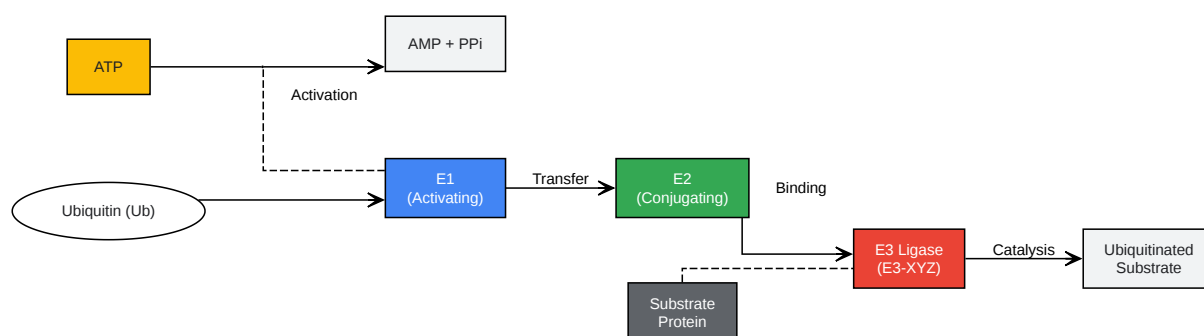 AMP + PPi
ATP
Activation
E1
(Activating)
Transfer
E2
(Conjugating)
Binding
Ubiquitin (Ub)
E3 Ligase
(E3-XYZ)
Catalysis
Ubiquitinated
Substrate
Substrate
Protein